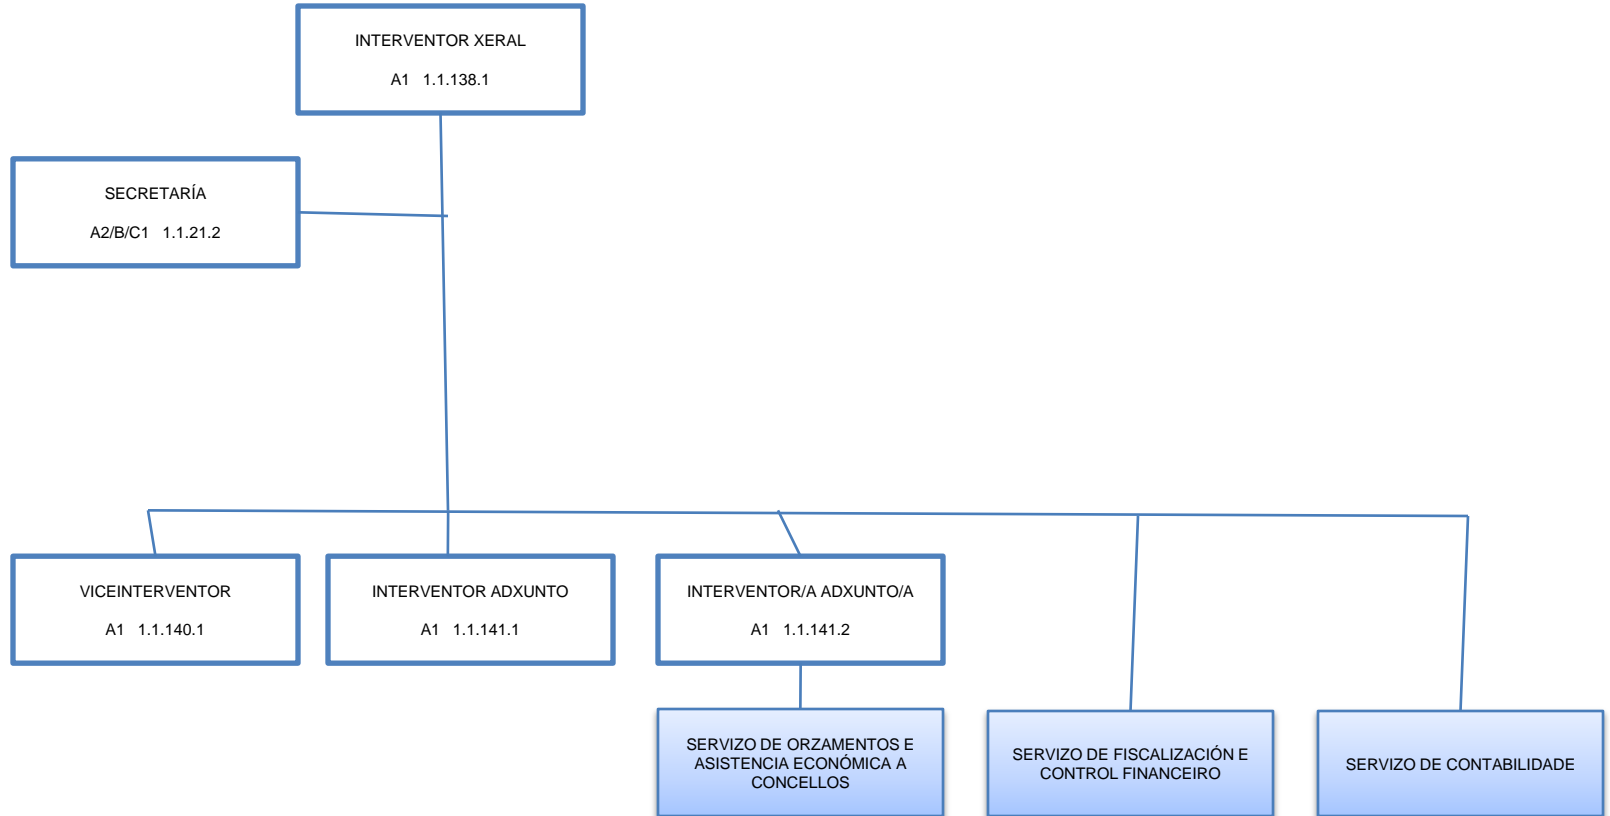 INTERVENTOR XERAL
A1 1.1.138.1
SECRETARÍA
A2/B/C1 1.1.21.2
VICEINTERVENTOR
A1 1.1.140.1
INTERVENTOR ADXUNTO
A1 1.1.141.1
INTERVENTOR/A ADXUNTO/A
A1 1.1.141.2
SERVIZO DE ORZAMENTOS E
ASISTENCIA ECONÓMICA A
CONCELLOS
SERVIZO DE FISCALIZACIÓN E
CONTROL FINANCEIRO
SERVIZO DE CONTABILIDADE